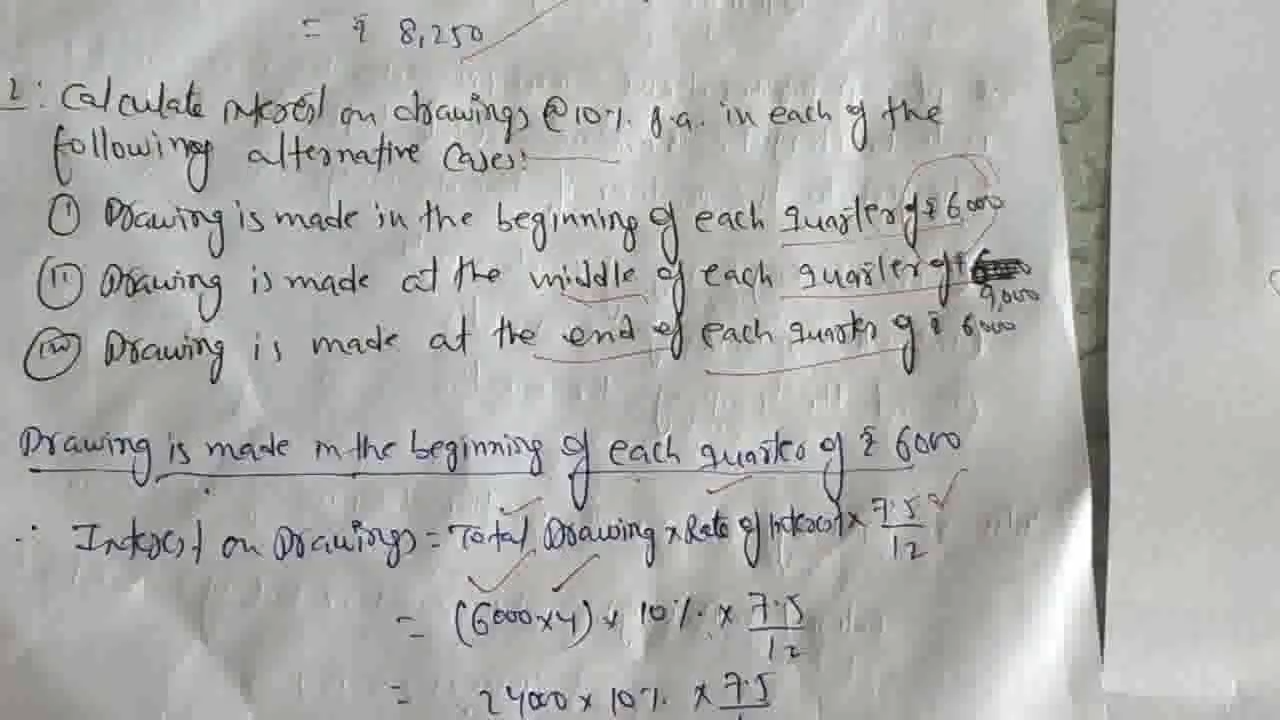 = ₹ 8,250
2: Calculate interest on drawings @ 10% p.a. in each of the
following alternative cases:
(i) Drawing is made in the beginning of each quarter of ₹ 6000
(ii) Drawing is made at the middle of each quarter of ₹
9,000
(iii) Drawing is made at the end of each quarter of ₹ 6000
Drawing is made in the beginning of each quarter of ₹ 6000
∴ Interest on Drawings = Total Drawing × Rate of Interest × 7.5/12
= (6000×4) × 10% × 7.5/12
= 24000 × 10% × 7.5